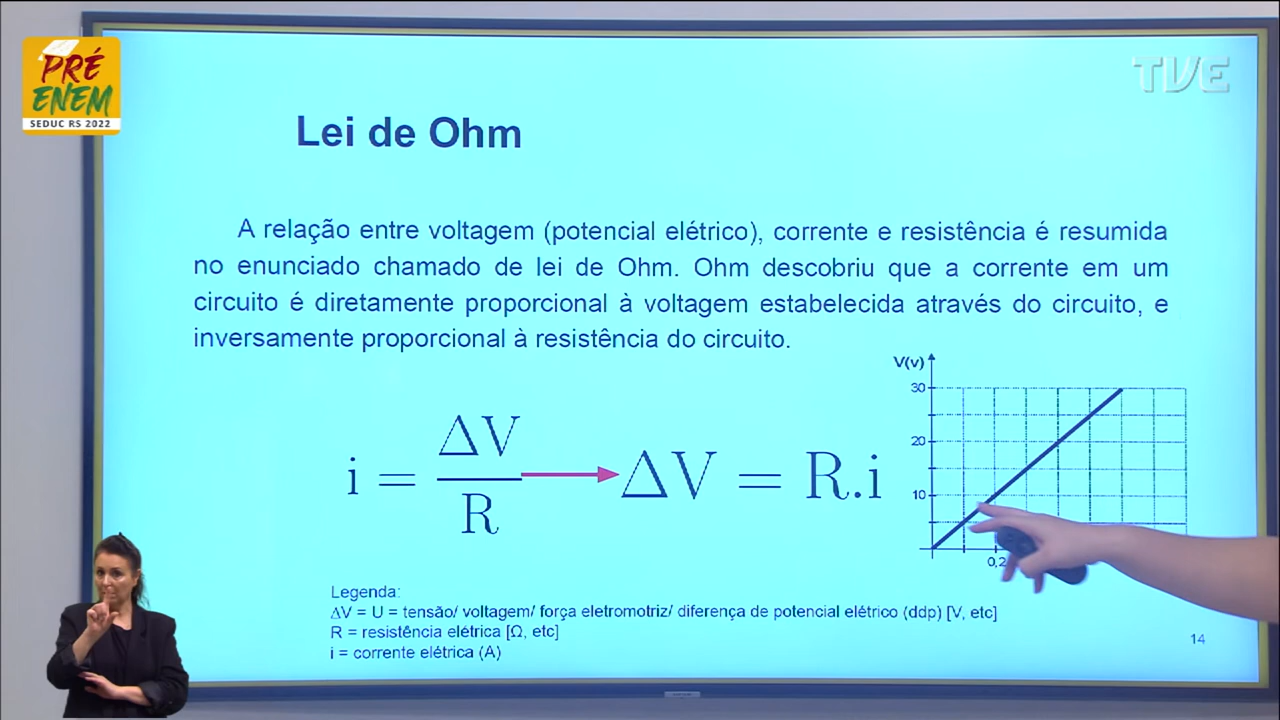 PRÉ
ENEM
SEDUC RS 2022
TVE
Lei de Ohm
A relação entre voltagem (potencial elétrico), corrente e resistência é resumida
no enunciado chamado de lei de Ohm. Ohm descobriu que a corrente em um
circuito é diretamente proporcional à voltagem estabelecida através do circuito, e
inversamente proporcional à resistência do circuito.
i = ΔV/R
ΔV = R.i
V(v)
30
20
10
0,2
Legenda:
ΔV = U = tensão/ voltagem/ força eletromotriz/ diferença de potencial elétrico (ddp) [V, etc]
R = resistência elétrica [Ω, etc]
i = corrente elétrica (A)
14